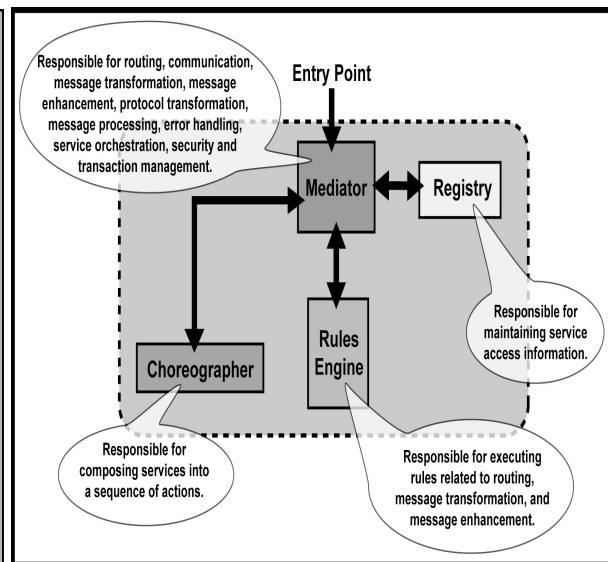 Responsible for routing, communication,
message transformation, message
enhancement, protocol transformation,
message processing, error handling,
service orchestration, security and
transaction management.
Entry Point
Mediator
Registry
Responsible for
maintaining service
access information.
Choreographer
Rules
Engine
Responsible for
composing services into
a sequence of actions.
Responsible for executing
rules related to routing,
message transformation, and
message enhancement.